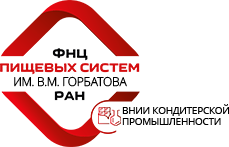 ФНЦ
ПИЩЕВЫХ СИСТЕМ
ИМ. В.М. ГОРБАТОВА
РАН
ВНИИ КОНДИТЕРСКОЙ
ПРОМЫШЛЕННОСТИ